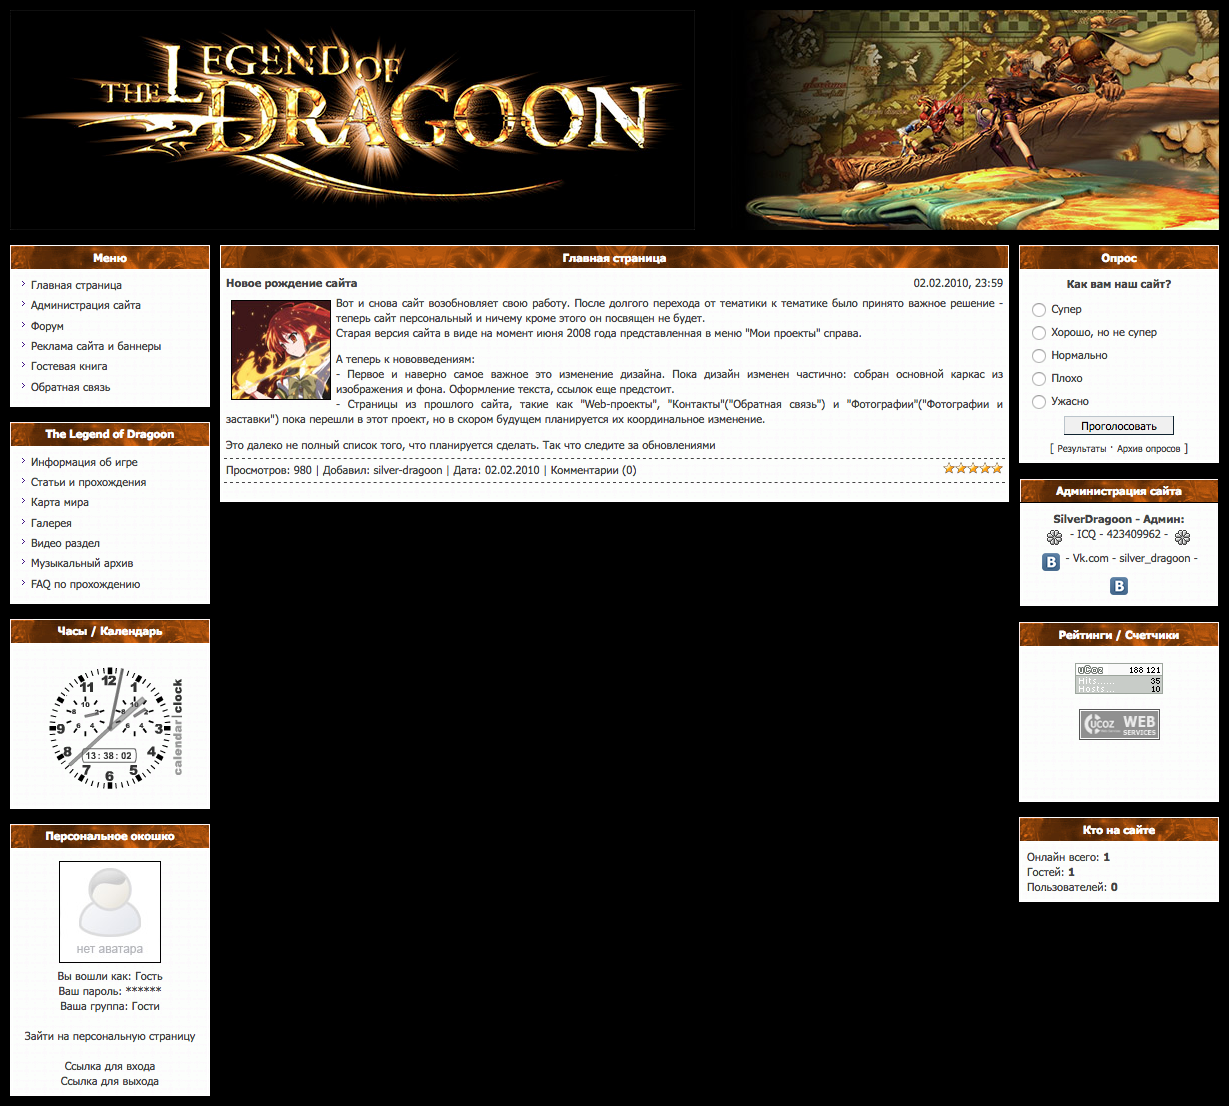 THE LEGEND OF
DRAGOON
Меню
Главная страница
Администрация сайта
Форум
Реклама сайта и баннеры
Гостевая книга
Обратная связь
The Legend of Dragoon
Информация об игре
Статьи и прохождения
Карта мира
Галерея
Видео раздел
Музыкальный архив
FAQ по прохождению
Часы / Календарь
12
1
3
4
5
6
7
8
9
11
13 : 38 : 02
calendar|clock
Персональное окошко
нет аватара
Вы вошли как: Гость
Ваш пароль: ******
Ваша группа: Гости
Зайти на персональную страницу
Ссылка для входа
Ссылка для выхода
Главная страница
Новое рождение сайта 02.02.2010, 23:59
Вот и снова сайт возобновляет свою работу. После долгого перехода от тематики к тематике было принято важное решение -
теперь сайт персональный и ничему кроме этого он посвящен не будет.
Старая версия сайта в виде на момент июня 2008 года представленная в меню "Мои проекты" справа.
А теперь к нововведениям:
- Первое и наверно самое важное это изменение дизайна. Пока дизайн изменен частично: собран основной каркас из
изображения и фона. Оформление текста, ссылок еще предстоит.
- Страницы из прошлого сайта, такие как "Web-проекты", "Контакты"("Обратная связь") и "Фотографии"("Фотографии и
заставки") пока перешли в этот проект, но в скором будущем планируется их координальное изменение.
Это далеко не полный список того, что планируется сделать. Так что следите за обновлениями
Просмотров: 980 | Добавил: silver-dragoon | Дата: 02.02.2010 | Комментарии (0)
Опрос
Как вам наш сайт?
Супер
Хорошо, но не супер
Нормально
Плохо
Ужасно
Проголосовать
[ Результаты · Архив опросов ]
Администрация сайта
SilverDragoon - Админ:
- ICQ - 423409962 -
B - Vk.com - silver_dragoon -
B
Рейтинги / Счетчики
uCoz 188 121
Hits...... 35
Hosts... 10
UCOZ WEB
SERVICES
Кто на сайте
Онлайн всего: 1
Гостей: 1
Пользователей: 0